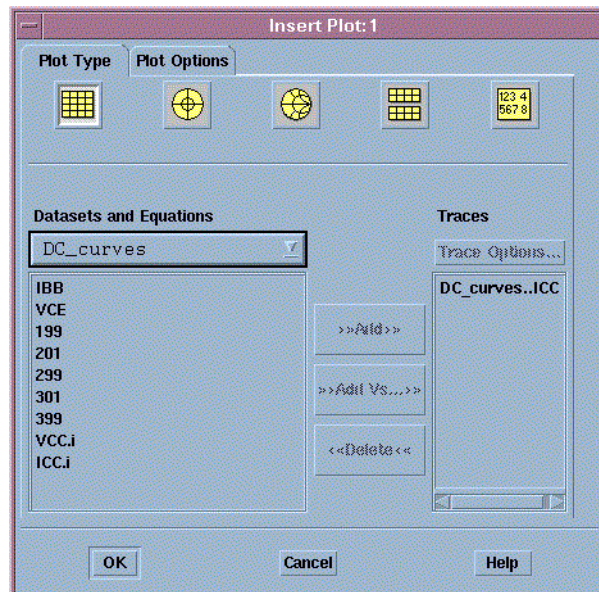 Insert Plot:1
Plot Type
Plot Options
123 4
567 8
Datasets and Equations
Traces
DC_curves
Trace Options...
IBB
VCE
199
201
299
301
399
VCC.i
ICC.i
DC_curves..ICC
>>Add>>
>>Add Vs...>>
<<Delete<<
OK
Cancel
Help